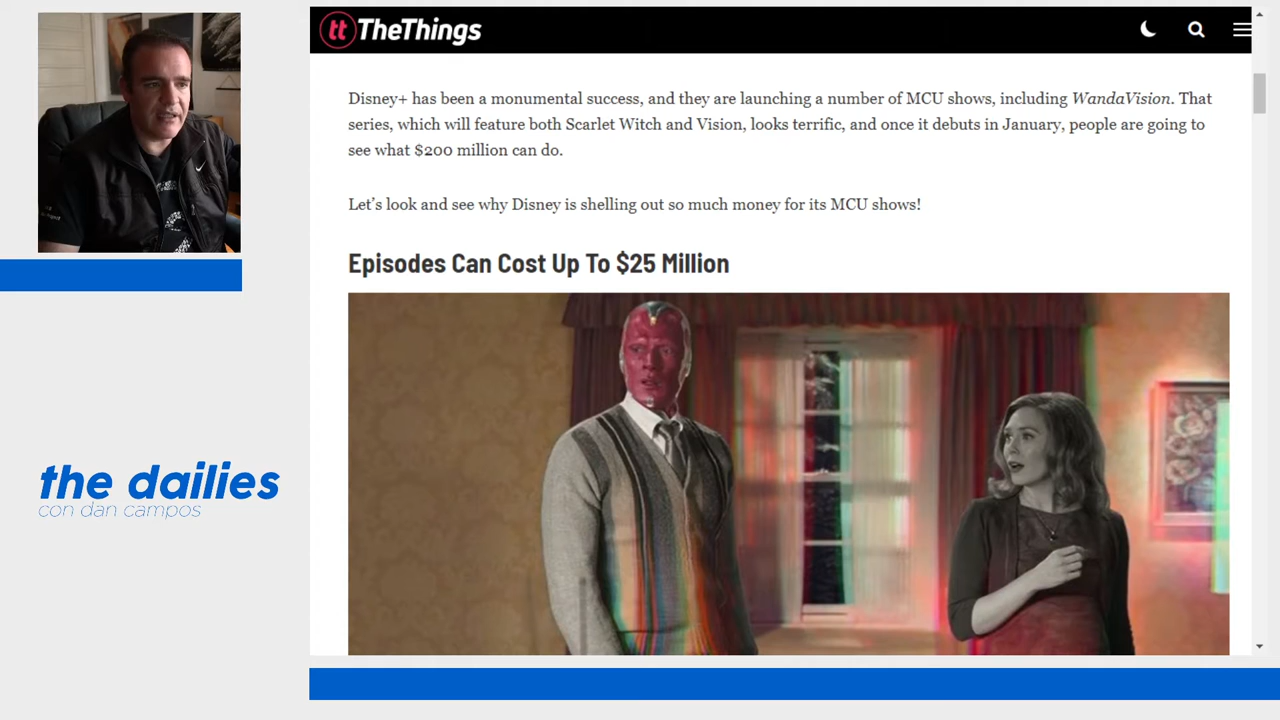 tt TheThings
Disney+ has been a monumental success, and they are launching a number of MCU shows, including WandaVision. That
series, which will feature both Scarlet Witch and Vision, looks terrific, and once it debuts in January, people are going to
see what $200 million can do.
Let's look and see why Disney is shelling out so much money for its MCU shows!
Episodes Can Cost Up To $25 Million
the dailies
con dan campos